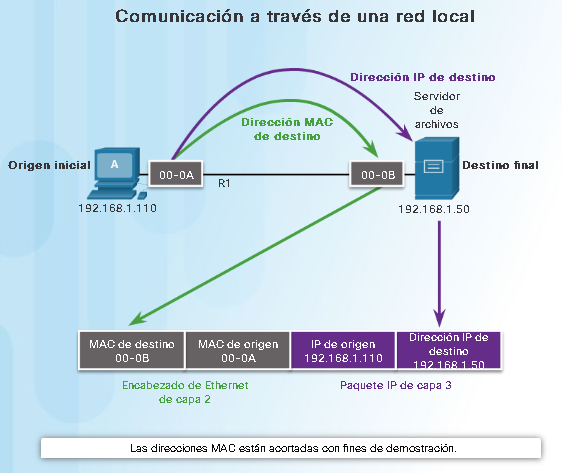 Comunicación a través de una red local
Dirección IP de destino
Servidor
de
archivos
Dirección MAC
de destino
Origen inicial
A
00-0A
R1
00-0B
Destino final
192.168.1.110
192.168.1.50
MAC de destino
00-0B
MAC de origen
00-0A
IP de origen
192.168.1.110
Dirección IP de
destino
192.168.1.50
Encabezado de Ethernet
de capa 2
Paquete IP de capa 3
Las direcciones MAC están acortadas con fines de demostración.